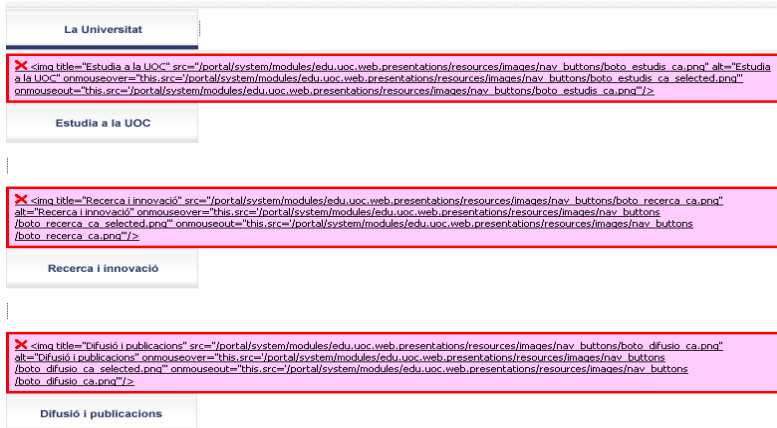 La Universitat
<img title="Estudia a la UOC" src="/portal/system/modules/edu.uoc.web.presentations/resources/images/nav_buttons/boto_estudis_ca.png" alt="Estudia
a la UOC" onmouseover="this.src='/portal/system/modules/edu.uoc.web.presentations/resources/images/nav_buttons/boto_estudis_ca_selected.png'"
onmouseout="this.src='/portal/system/modules/edu.uoc.web.presentations/resources/images/nav_buttons/boto_estudis_ca.png'"/>
Estudia a la UOC
<img title="Recerca i innovació" src="/portal/system/modules/edu.uoc.web.presentations/resources/images/nav_buttons/boto_recerca_ca.png"
alt="Recerca i innovació" onmouseover="this.src='/portal/system/modules/edu.uoc.web.presentations/resources/images/nav_buttons
/boto_recerca_ca_selected.png'" onmouseout="this.src='/portal/system/modules/edu.uoc.web.presentations/resources/images/nav_buttons
/boto_recerca_ca.png'"/>
Recerca i innovació
<img title="Difusió i publicacions" src="/portal/system/modules/edu.uoc.web.presentations/resources/images/nav_buttons/boto_difusio_ca.png"
alt="Difusió i publicacions" onmouseover="this.src='/portal/system/modules/edu.uoc.web.presentations/resources/images/nav_buttons
/boto_difusio_ca_selected.png'" onmouseout="this.src='/portal/system/modules/edu.uoc.web.presentations/resources/images/nav_buttons
/boto_difusio_ca.png'"/>
Difusió i publicacions